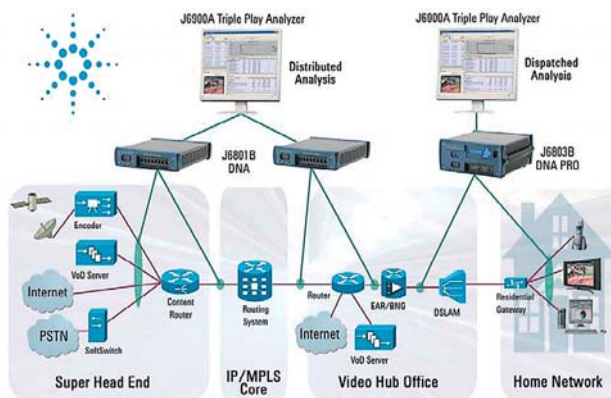 J6900A Triple Play Analyzer
J6900A Triple Play Analyzer
Distributed
Analysis
Dispatched
Analysis
J6801B
DNA
J6803B
DNA PRO
Encoder
VoD Server
Internet
PSTN
SoftSwitch
Content
Router
Routing
System
Router
Internet
VoD Server
EAR/BNG
DSLAM
Residential
Gateway
Super Head End
IP/MPLS
Core
Video Hub Office
Home Network